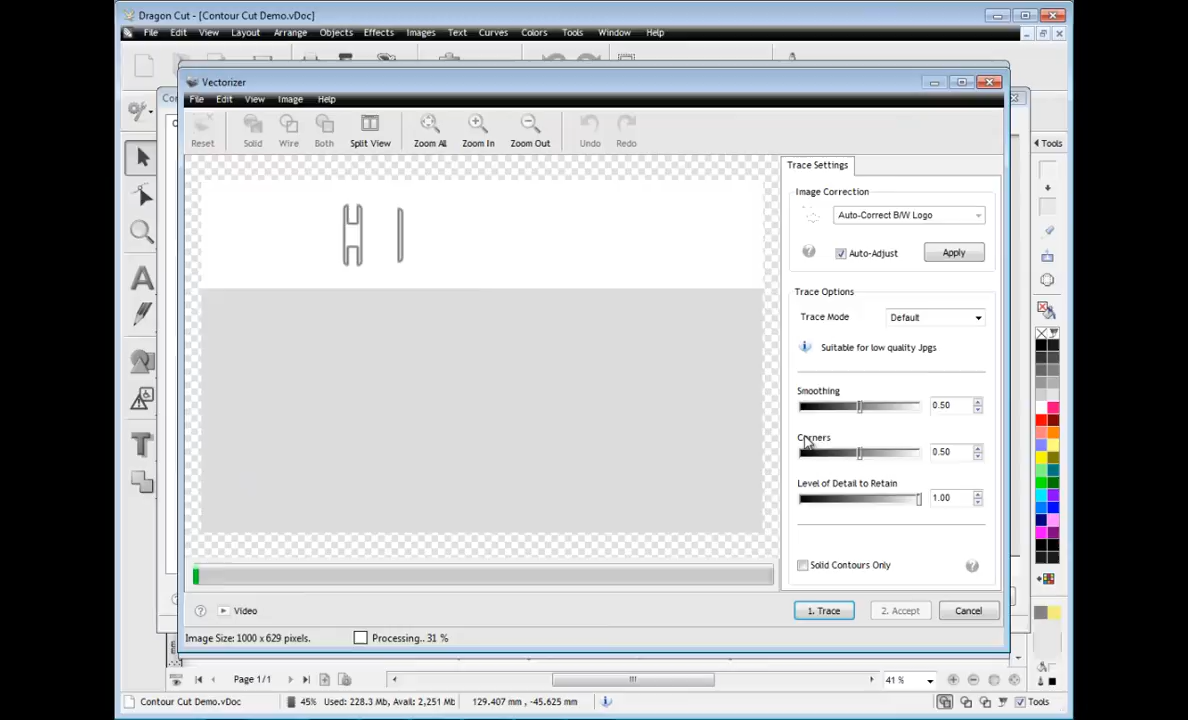 Dragon Cut - [Contour Cut Demo.vDoc]
File Edit View Layout Arrange Objects Effects Images Text Curves Colors Tools Window Help
Vectorizer
File Edit View Image Help
Reset Solid Wire Both Split View Zoom All Zoom In Zoom Out Undo Redo
Tools
Trace Settings
Image Correction
Auto-Correct B/W Logo
Auto-Adjust Apply
Trace Options
Trace Mode Default
Suitable for low quality Jpgs
Smoothing
0.50
Corners
0.50
Level of Detail to Retain
1.00
Solid Contours Only
HI
Video
1. Trace 2. Accept Cancel
Image Size: 1000 x 629 pixels. Processing.. 31 %
Page 1/1 41 %
Contour Cut Demo.vDoc 45% Used: 228.3 Mb, Avail: 2,251 Mb 129.407 mm , -45.625 mm Tools